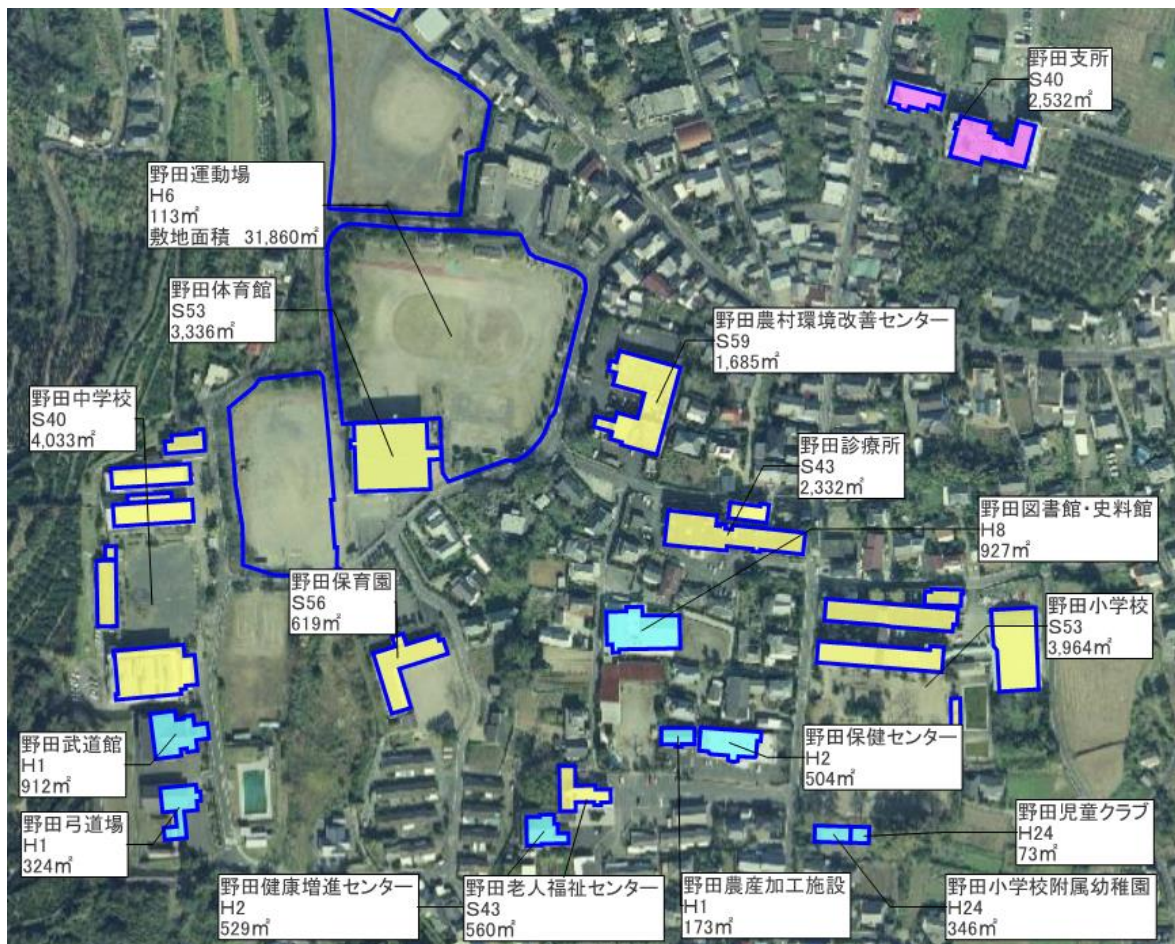 野田支所
S40
2,532㎡
野田運動場
H6
113㎡
敷地面積　31,860㎡
野田体育館
S53
3,336㎡
野田農村環境改善センター
S59
1,685㎡
野田中学校
S40
4,033㎡
野田診療所
S43
2,332㎡
野田図書館・史料館
H8
927㎡
野田保育園
S56
619㎡
野田小学校
S53
3,964㎡
野田武道館
H1
912㎡
野田保健センター
H2
504㎡
野田弓道場
H1
324㎡
野田児童クラブ
H24
73㎡
野田健康増進センター
H2
529㎡
野田老人福祉センター
S43
560㎡
野田農産加工施設
H1
173㎡
野田小学校附属幼稚園
H24
346㎡